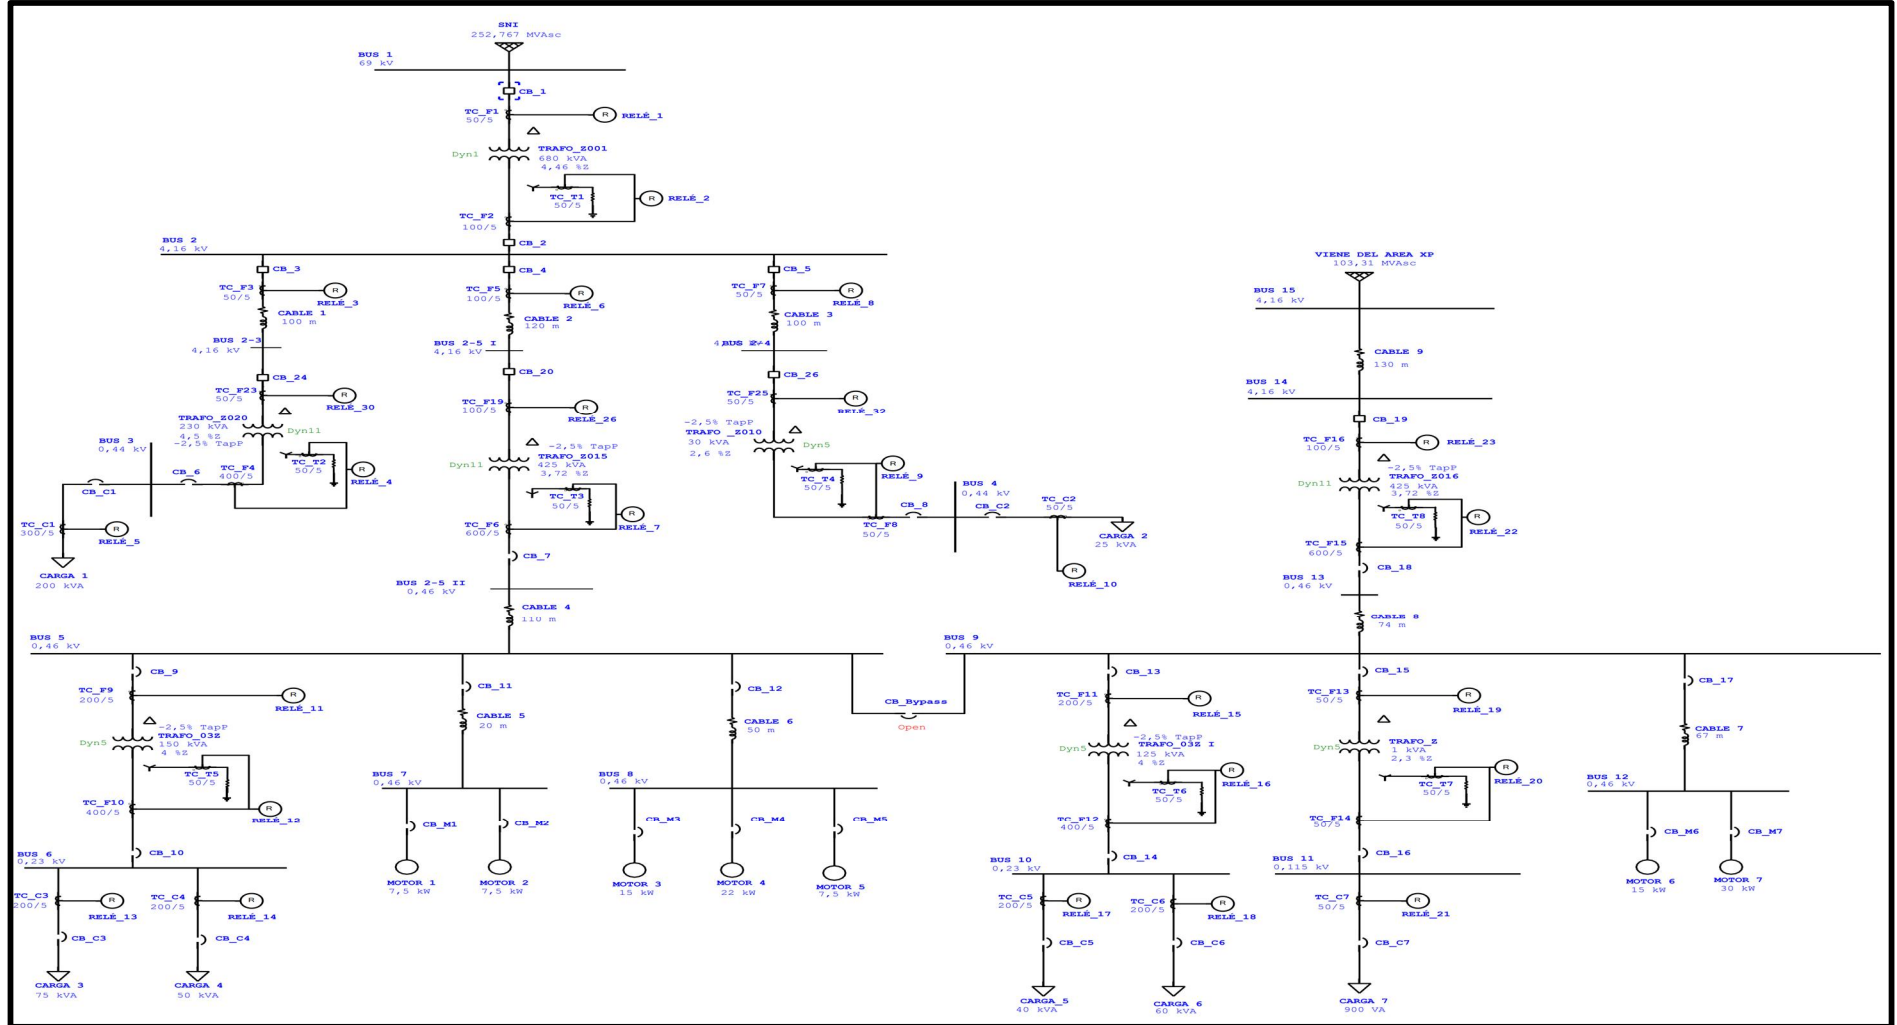 SNI
252,767 MVAsc
BUS 1
69 kV
CB_1
TC_F1
50/5
R
RELÉ_1
Dyn1
TRAFO_Z001
680 kVA
4,46 %Z
TC_T1
50/5
R
RELÉ_2
TC_F2
100/5
CB_2
BUS 2
4,16 kV
CB_3
TC_F3
50/5
R
RELÉ_3
CABLE 1
100 m
BUS 2-3
4,16 kV
CB_24
TC_F23
50/5
R
RELÉ_30
TRAFO_Z020
230 kVA
4,5 %Z
-2,5% TapP
Dyn11
BUS 3
0,44 kV
CB_6
TC_F4
400/5
TC_T2
50/5
R
RELÉ_4
CB_C1
TC_C1
300/5
R
RELÉ_5
CARGA 1
200 kVA
CB_4
TC_F5
100/5
R
RELÉ_6
CABLE 2
120 m
BUS 2-5 I
4,16 kV
CB_20
TC_F19
100/5
R
RELÉ_26
-2,5% TapP
TRAFO_Z015
425 kVA
3,72 %Z
Dyn11
TC_T3
50/5
R
RELÉ_7
TC_F6
600/5
CB_7
BUS 2-5 II
0,46 kV
CABLE 4
110 m
CB_5
TC_F7
50/5
R
RELÉ_8
CABLE 3
100 m
BUS 2-4
CB_26
TC_F25
50/5
R
RELÉ_32
-2,5% TapP
TRAFO _Z010
30 kVA
2,6 %Z
Dyn5
TC_T4
50/5
R
RELÉ_9
TC_F8
50/5
CB_8
BUS 4
0,44 kV
CB_C2
TC_C2
50/5
CARGA 2
25 kVA
R
RELÉ_10
VIENE DEL AREA XP
103,31 MVAsc
BUS 15
4,16 kV
CABLE 9
130 m
BUS 14
4,16 kV
CB_19
TC_F16
100/5
R
RELÉ_23
-2,5% TapP
TRAFO_Z016
425 kVA
3,72 %Z
Dyn11
TC_T8
50/5
R
RELÉ_22
TC_F15
600/5
CB_18
BUS 13
0,46 kV
CABLE 8
74 m
BUS 5
0,46 kV
CB_9
TC_F9
200/5
R
RELÉ_11
-2,5% TapP
TRAFO_03Z
150 kVA
4 %Z
Dyn5
TC_T5
50/5
TC_F10
400/5
R
RELÉ_12
CB_10
BUS 6
0,23 kV
TC_C3
200/5
R
RELÉ_13
CB_C3
CARGA 3
75 kVA
TC_C4
200/5
R
RELÉ_14
CB_C4
CARGA 4
50 kVA
CB_11
CABLE 5
20 m
BUS 7
0,46 kV
CB_M1
MOTOR 1
7,5 kW
CB_M2
MOTOR 2
7,5 kW
CB_12
CABLE 6
50 m
BUS 8
0,46 kV
CB_M3
MOTOR 3
15 kW
CB_M4
MOTOR 4
22 kW
CB_M5
MOTOR 5
7,5 kW
CB_Bypass
Open
BUS 9
0,46 kV
CB_13
TC_F11
200/5
R
RELÉ_15
-2,5% TapP
TRAFO_03Z I
125 kVA
4 %Z
Dyn5
TC_T6
50/5
R
RELÉ_16
TC_F12
400/5
CB_14
BUS 10
0,23 kV
TC_C5
200/5
R
RELÉ_17
CB_C5
CARGA_5
40 kVA
TC_C6
200/5
R
RELÉ_18
CB_C6
CARGA 6
60 kVA
CB_15
TC_F13
50/5
R
RELÉ_19
TRAFO_Z
1 kVA
2,3 %Z
Dyn5
TC_T7
50/5
R
RELÉ_20
TC_F14
50/5
CB_16
BUS 11
0,115 kV
TC_C7
50/5
R
RELÉ_21
CB_C7
CARGA 7
900 VA
CB_17
CABLE 7
67 m
BUS 12
0,46 kV
CB_M6
MOTOR 6
15 kW
CB_M7
MOTOR 7
30 kW